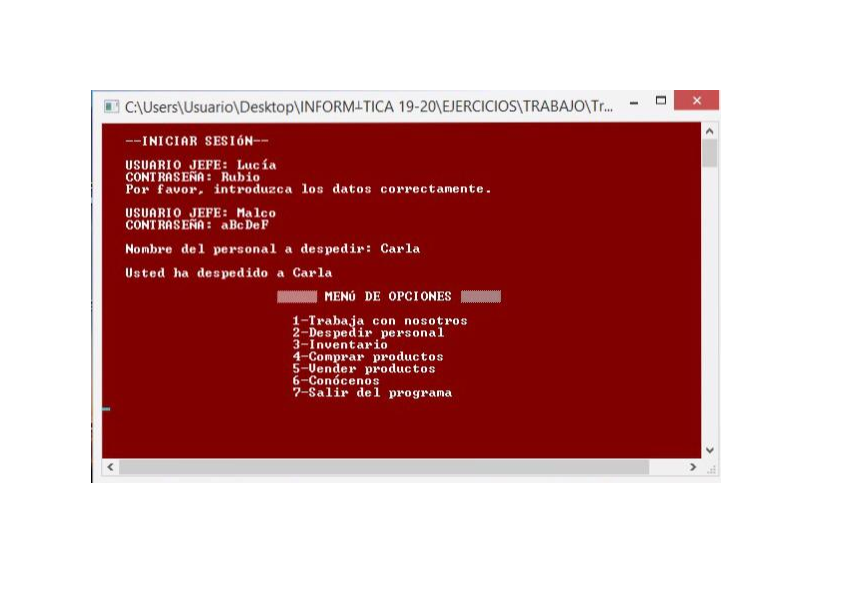 C:\Users\Usuario\Desktop\INFORM┴TICA 19-20\EJERCICIOS\TRABAJO\Tr...
--INICIAR SESIóN--
USUARIO JEFE: Lucía
CONTRASEÑA: Rubio
Por favor, introduzca los datos correctamente.
USUARIO JEFE: Malco
CONTRASEÑA: aBcDeF
Nombre del personal a despedir: Carla
Usted ha despedido a Carla
MENú DE OPCIONES
1-Trabaja con nosotros
2-Despedir personal
3-Inventario
4-Comprar productos
5-Vender productos
6-Conócenos
7-Salir del programa